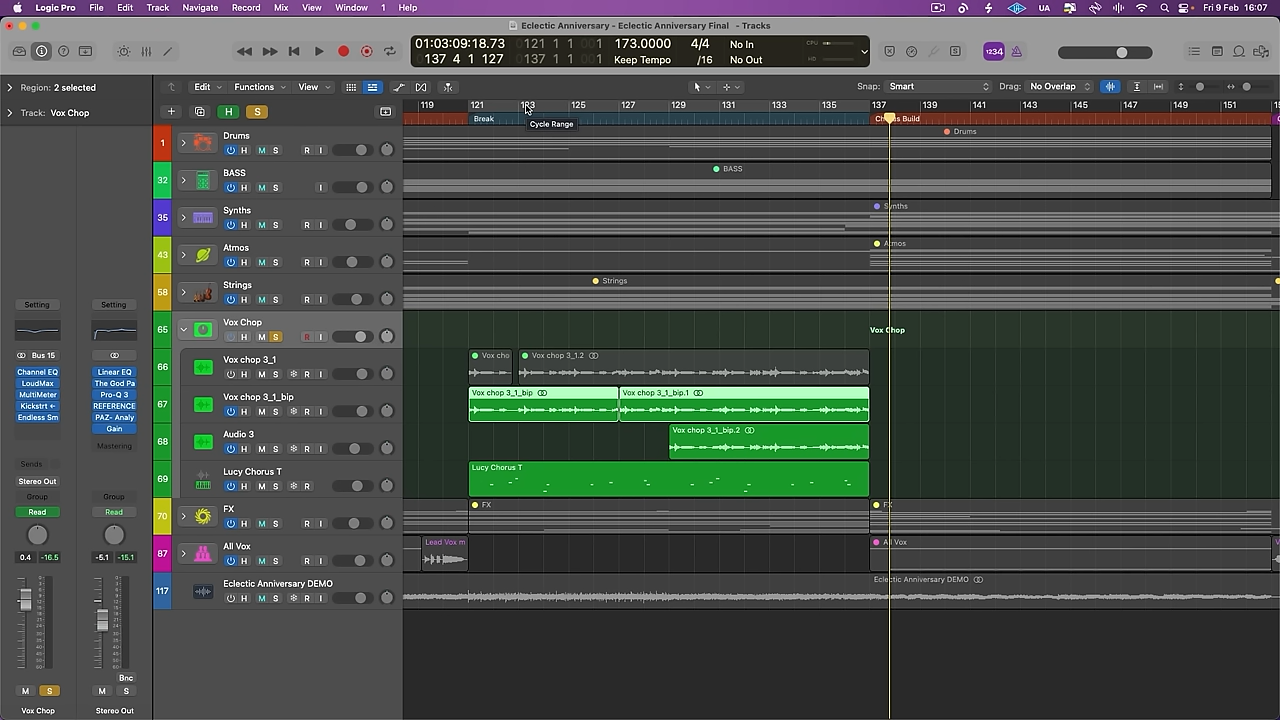 Logic Pro File Edit Track Navigate Record Mix View Window 1 Help UA Fri 9 Feb 16:07
Eclectic Anniversary - Eclectic Anniversary Final - Tracks
01:03:09:18.73 0121 1 1 001 173.0000 4/4 No In CPU
0137 4 1 127 0137 1 1 001 Keep Tempo /16 No Out HD
1234
Region: 2 selected Edit Functions View Snap: Smart Drag: No Overlap
Track: Vox Chop H S 119 121 123 125 127 129 131 133 135 137 139 141 143 145 147 149 151 153
Cycle Range
Break
1 Drums Drums
H M S R I
32 BASS BASS
H M S I
35 Synths Synths
H M S R I
43 Atmos Atmos
H M S R I
58 Strings Strings
H M S R I
65 Vox Chop Vox Chop
H M S R I
66 Vox chop 3_1 Vox cho Vox chop 3_1.2
H M S R I
67 Vox chop 3_1_bip Vox chop 3_1_bip Vox chop 3_1_bip.1
H M S R I
68 Audio 3 Vox chop 3_1_bip.2
H M S R I
69 Lucy Chorus T Lucy Chorus T
H M S R
70 FX FX
H M S R I
87 All Vox Lead Vox m All Vox
H M S R I
117 Eclectic Anniversary DEMO Eclectic Anniversary DEMO
H M S R I
Setting Setting
Bus 15
Channel EQ Linear EQ
LoudMax The God Pa
MultiMeter Pro-Q 3
Kickstrt ← REFERENCE
Endless Sm PAZ- Analy
Gain
Mastering
Sends
Stereo Out
Group Group
Read Read
0.4 -16.5 -5.1 -15.1
Bnc
M S M S
Vox Chop Stereo Out